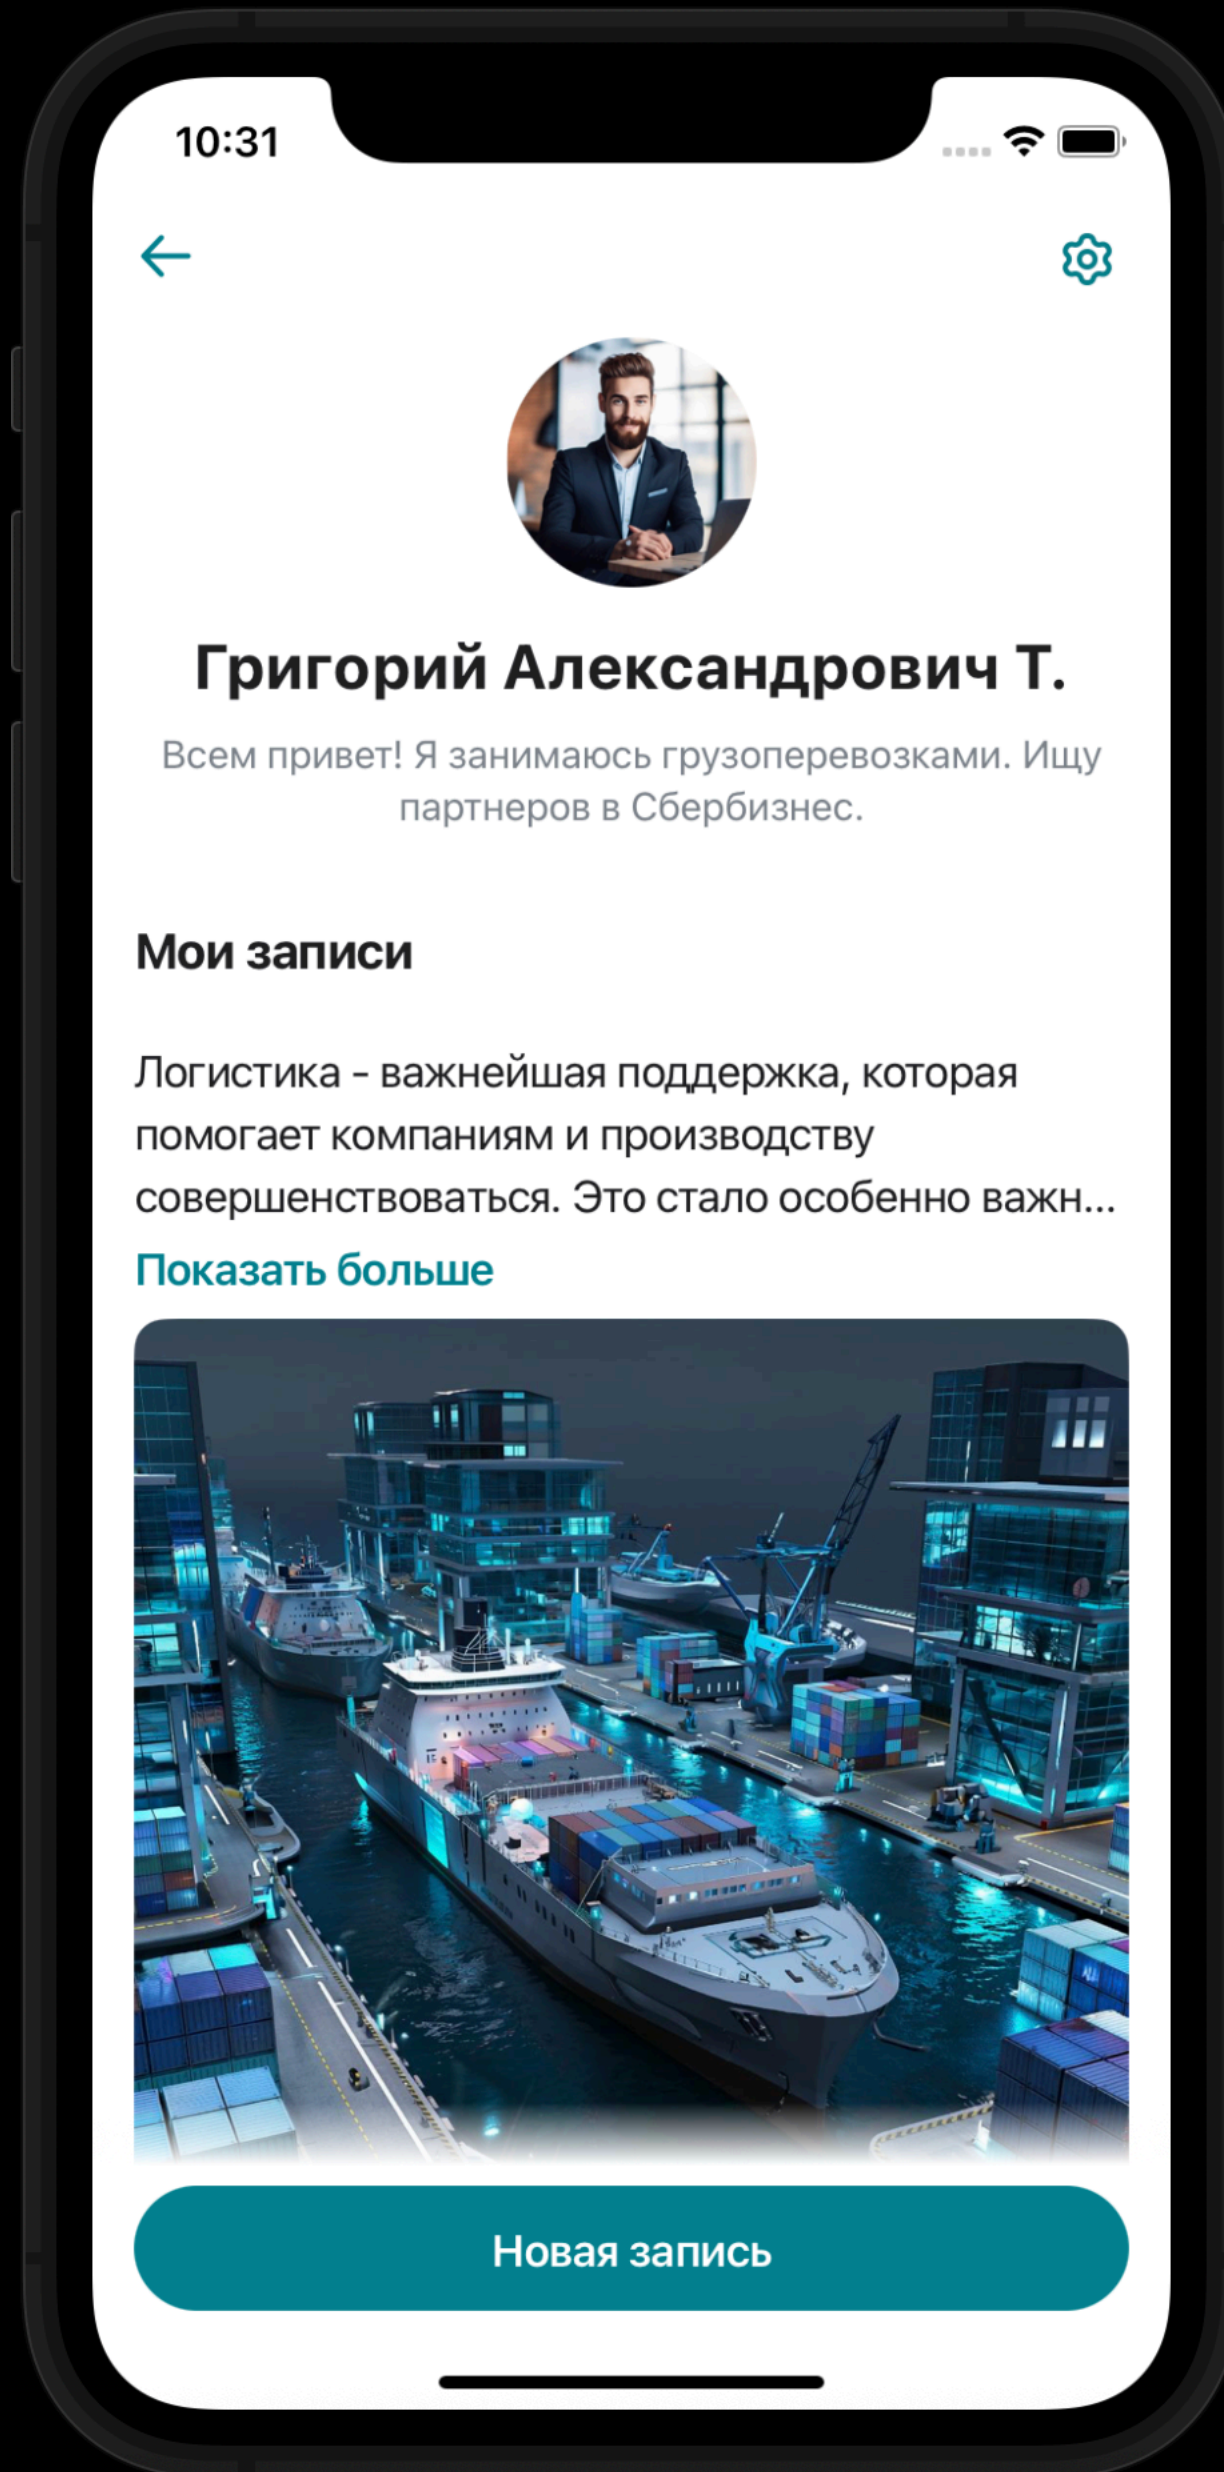 10:31
Григорий Александрович Т.
Всем привет! Я занимаюсь грузоперевозками. Ищу
партнеров в Сбербизнес.
Мои записи
Логистика - важнейшая поддержка, которая
помогает компаниям и производству
совершенствоваться. Это стало особенно важн...
Показать больше
Новая запись